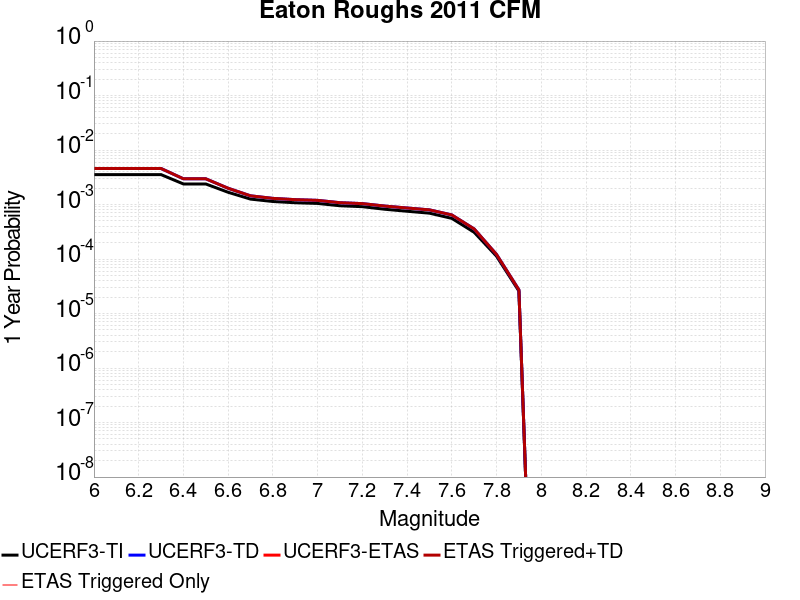 Eaton Roughs 2011 CFM
1 Year Probability
10^0
10^-1
10^-2
10^-3
10^-4
10^-5
10^-6
10^-7
10^-8
6 6.2 6.4 6.6 6.8 7 7.2 7.4 7.6 7.8 8 8.2 8.4 8.6 8.8 9
Magnitude
UCERF3-TI UCERF3-TD UCERF3-ETAS ETAS Triggered+TD
ETAS Triggered Only